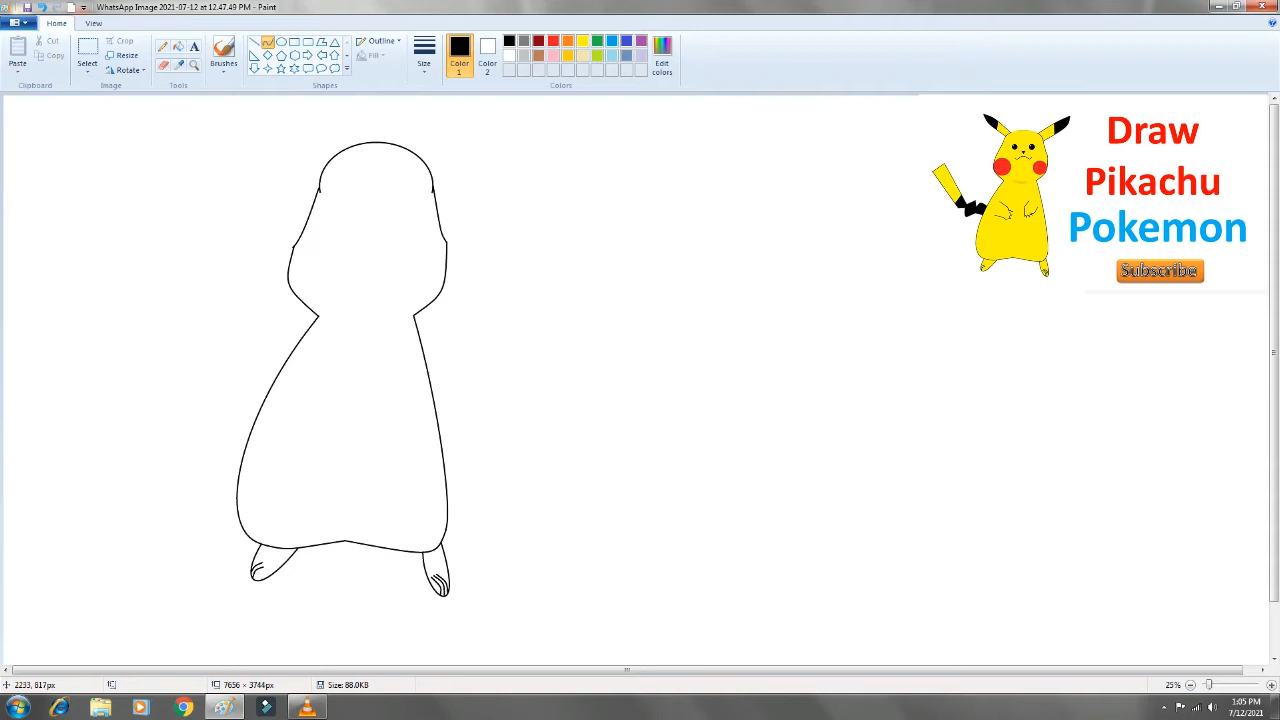 WhatsApp Image 2021-07-12 at 12.47.49 PM - Paint
Home View
Paste
Cut
Copy
Clipboard
Select
Crop
Resize
Rotate
Image
A
Tools
Brushes
Shapes
Outline
Fill
Size
Color
1
Color
2
Edit
colors
Colors
Draw
Pikachu
Pokemon
Subscribe
2233, 817px
7656 × 3744px
Size: 88.0KB
25%
1:05 PM
7/12/2021